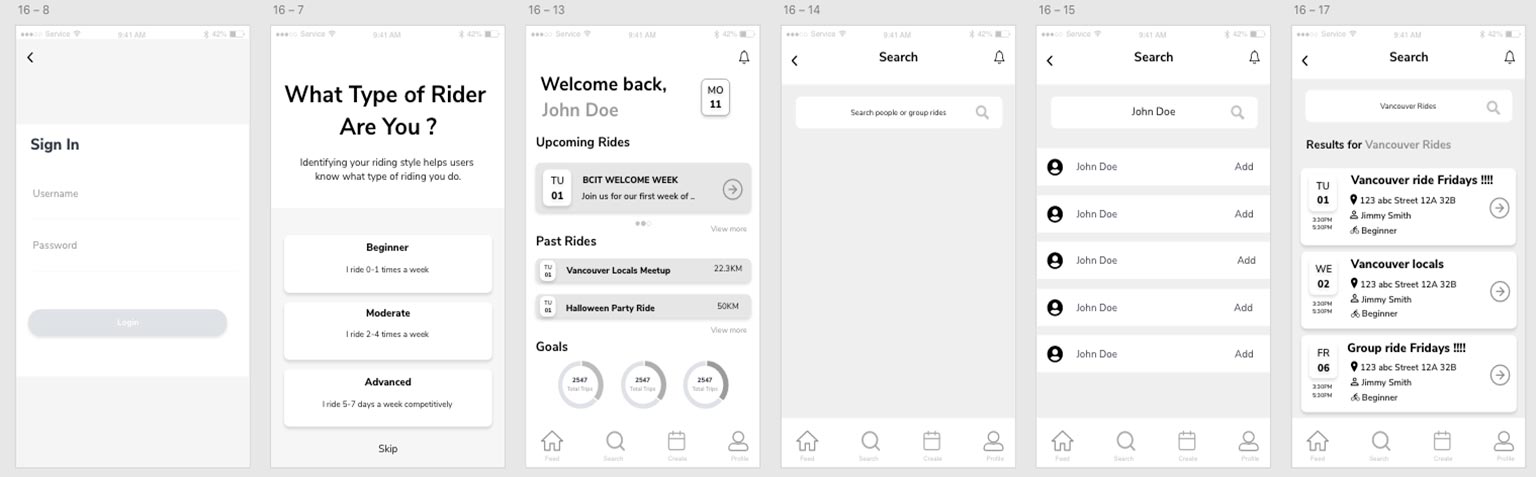 16 – 8
●●●○○ Service
9:41 AM
42%
Sign In
Username
Password
Login
16 – 7
●●●○○ Service
9:41 AM
42%
What Type of Rider
Are You ?
Identifying your riding style helps users
know what type of riding you do.
Beginner
I ride 0-1 times a week
Moderate
I ride 2-4 times a week
Advanced
I ride 5-7 days a week competitively
Skip
16 – 13
●●●○○ Service
9:41 AM
42%
Welcome back,
John Doe
MO
11
Upcoming Rides
TU
01
BCIT WELCOME WEEK
Join us for our first week of ..
View more
Past Rides
TU
01
Vancouver Locals Meetup
22.3KM
TU
01
Halloween Party Ride
50KM
View more
Goals
2547
Total Trips
2547
Total Trips
2547
Total Trips
Feed
Search
Create
Profile
16 – 14
●●●○○ Service
9:41 AM
42%
Search
Search people or group rides
Feed
Search
Create
Profile
16 – 15
●●●○○ Service
9:41 AM
42%
Search
John Doe
John Doe Add
John Doe Add
John Doe Add
John Doe Add
John Doe Add
Feed
Search
Create
Profile
16 – 17
●●●○○ Service
9:41 AM
42%
Search
Vancouver Rides
Results for Vancouver Rides
TU
01
3:30PM
5:30PM
Vancouver ride Fridays !!!!
123 abc Street 12A 32B
Jimmy Smith
Beginner
WE
02
3:30PM
5:30PM
Vancouver locals
123 abc Street 12A 32B
Jimmy Smith
Beginner
FR
06
3:30PM
5:30PM
Group ride Fridays !!!!
123 abc Street 12A 32B
Jimmy Smith
Beginner
Feed
Search
Create
Profile